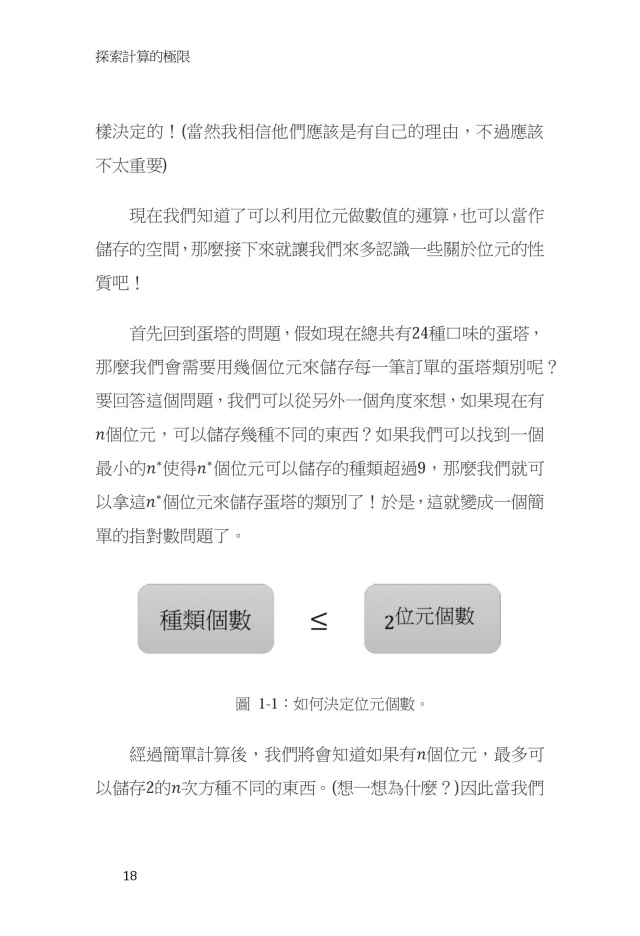 探索計算的極限
樣決定的！(當然我相信他們應該是有自己的理由，不過應該
不太重要)
現在我們知道了可以利用位元做數值的運算，也可以當作
儲存的空間，那麼接下來就讓我們來多認識一些關於位元的性
質吧！
首先回到蛋塔的問題，假如現在總共有24種口味的蛋塔，
那麼我們會需要用幾個位元來儲存每一筆訂單的蛋塔類別呢？
要回答這個問題，我們可以從另外一個角度來想，如果現在有
n個位元，可以儲存幾種不同的東西？如果我們可以找到一個
最小的n*使得n*個位元可以儲存的種類超過9，那麼我們就可
以拿這n*個位元來儲存蛋塔的類別了！於是，這就變成一個簡
單的指對數問題了。
種類個數 ≤ 2位元個數
圖 1-1：如何決定位元個數。
經過簡單計算後，我們將會知道如果有n個位元，最多可
以儲存2的n次方種不同的東西。(想一想為什麼？)因此當我們
18